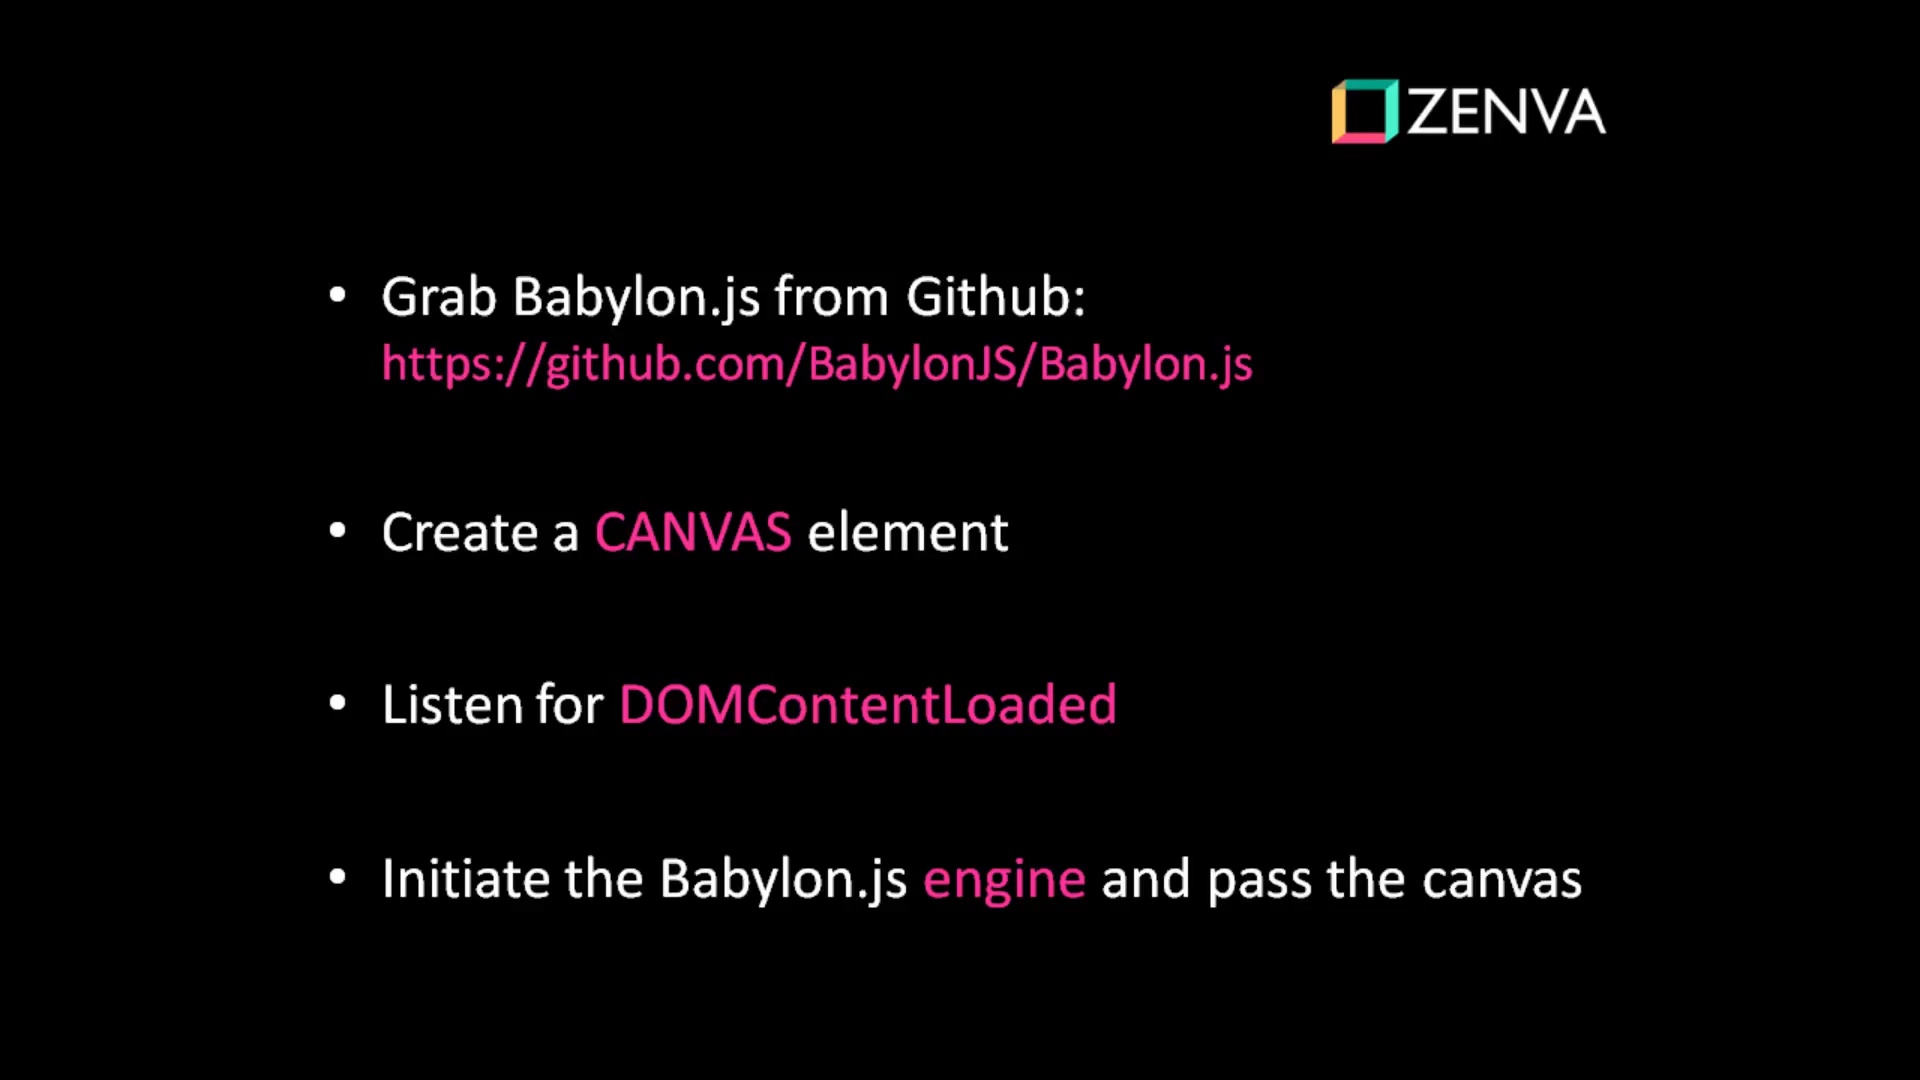 ZENVA
• Grab Babylon.js from Github:
https://github.com/BabylonJS/Babylon.js
• Create a CANVAS element
• Listen for DOMContentLoaded
• Initiate the Babylon.js engine and pass the canvas